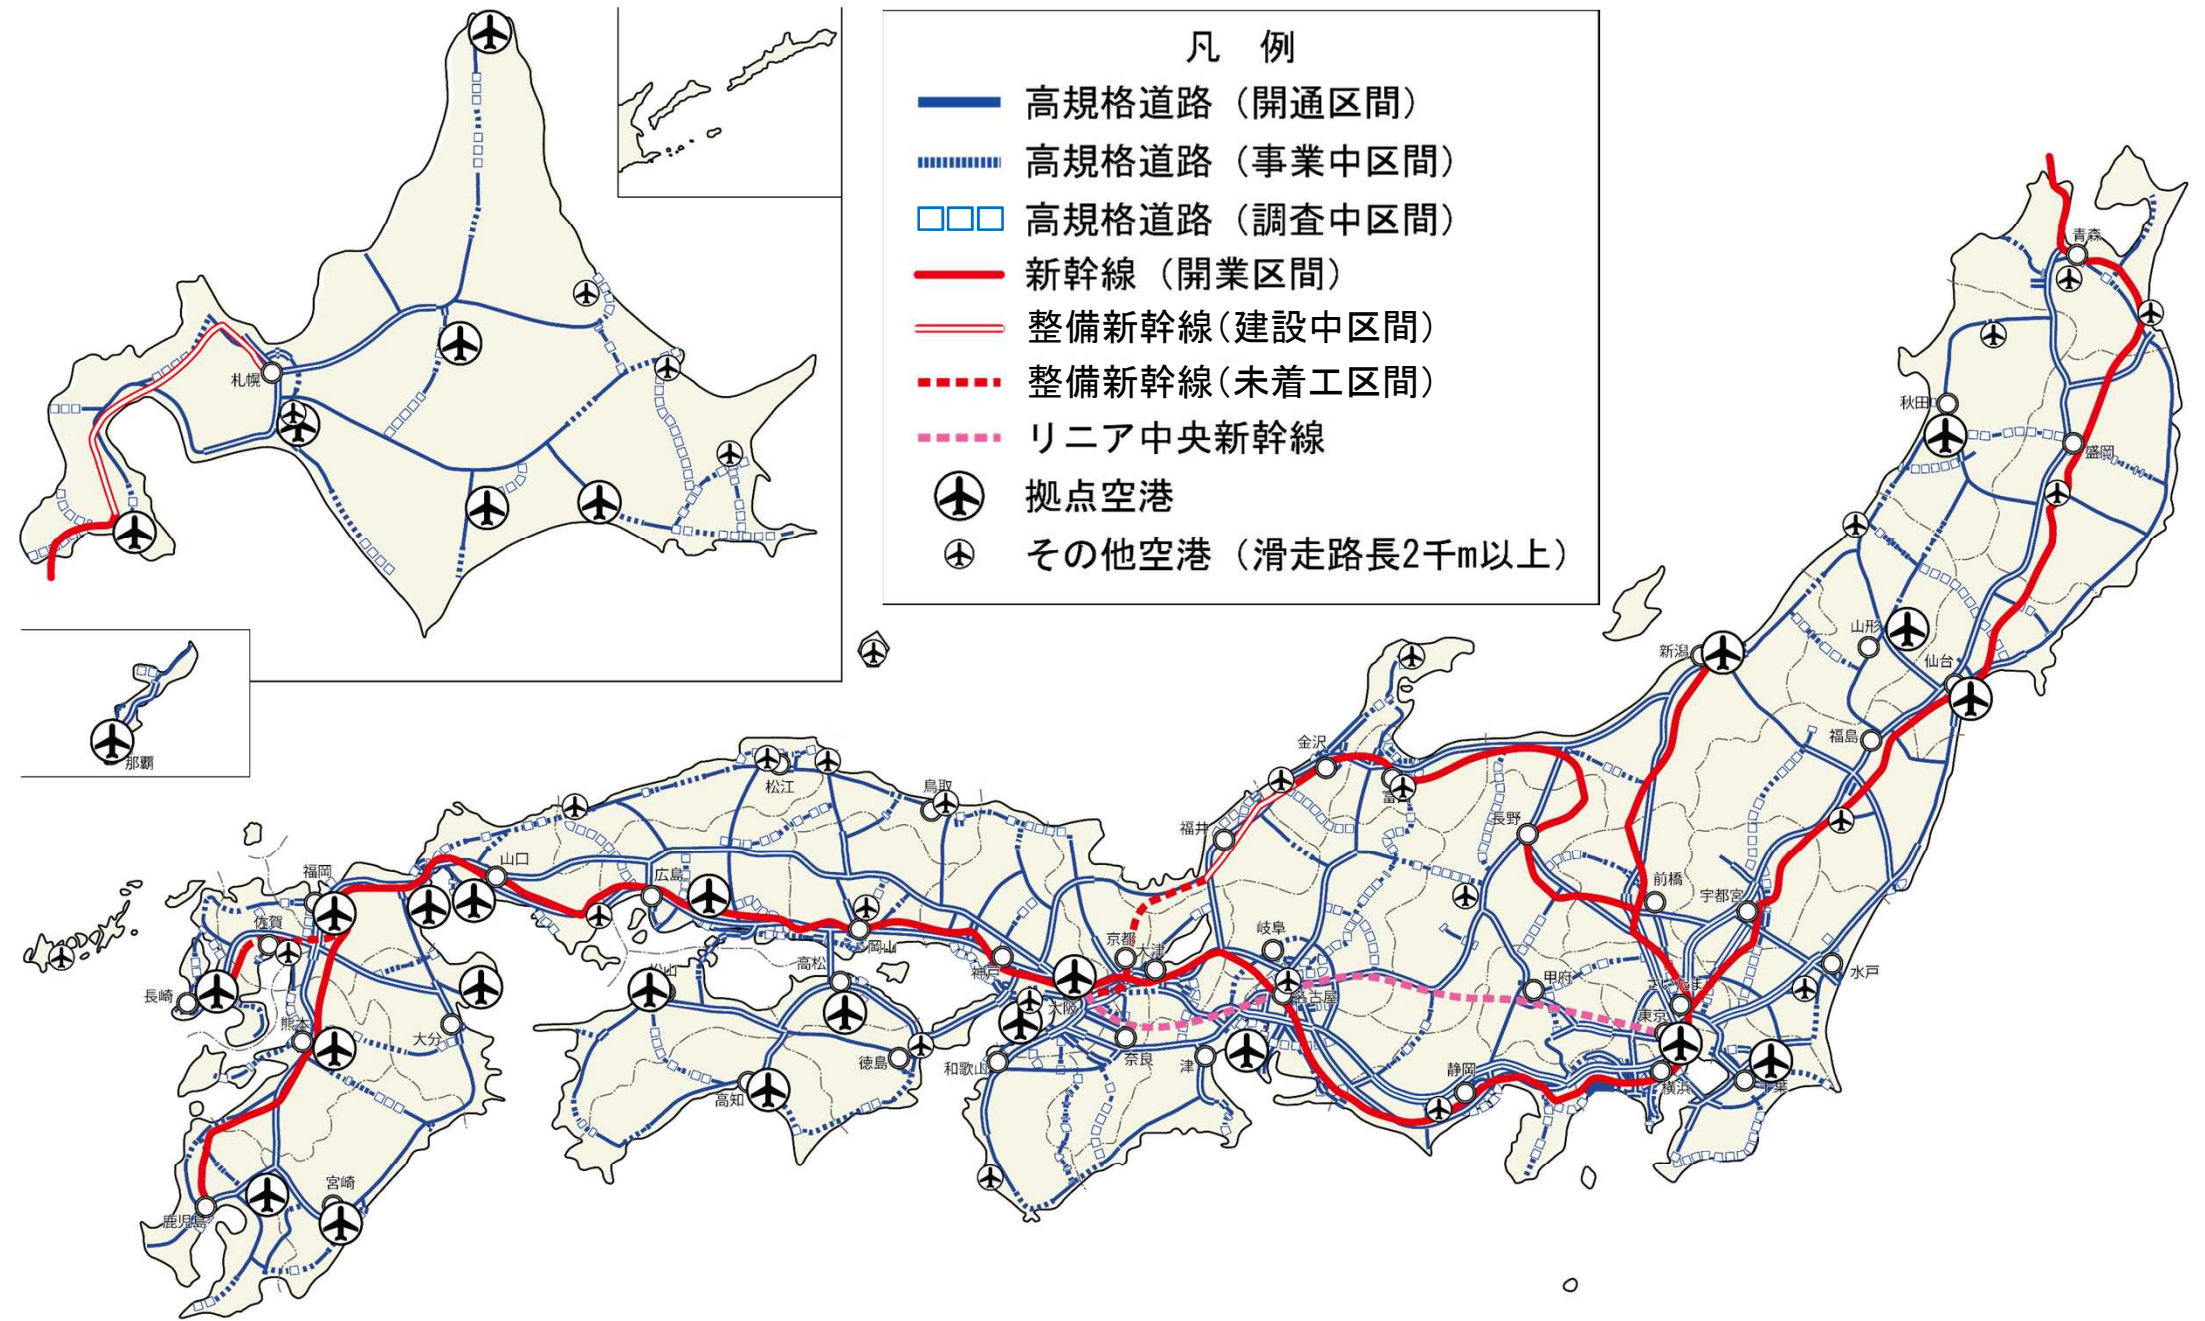 凡　例
高規格道路（開通区間）
高規格道路（事業中区間）
高規格道路（調査中区間）
新幹線（開業区間）
整備新幹線（建設中区間）
整備新幹線（未着工区間）
リニア中央新幹線
拠点空港
その他空港（滑走路長2千m以上）
札幌
那覇
青森
秋田
盛岡
山形
仙台
新潟
福島
金沢
福井
長野
前橋
宇都宮
水戸
岐阜
甲府
東京
横浜
千葉
静岡
名古屋
津
京都
大津
大阪
奈良
神戸
和歌山
鳥取
松江
岡山
広島
山口
高松
松山
徳島
高知
福岡
佐賀
長崎
熊本
大分
宮崎
鹿児島